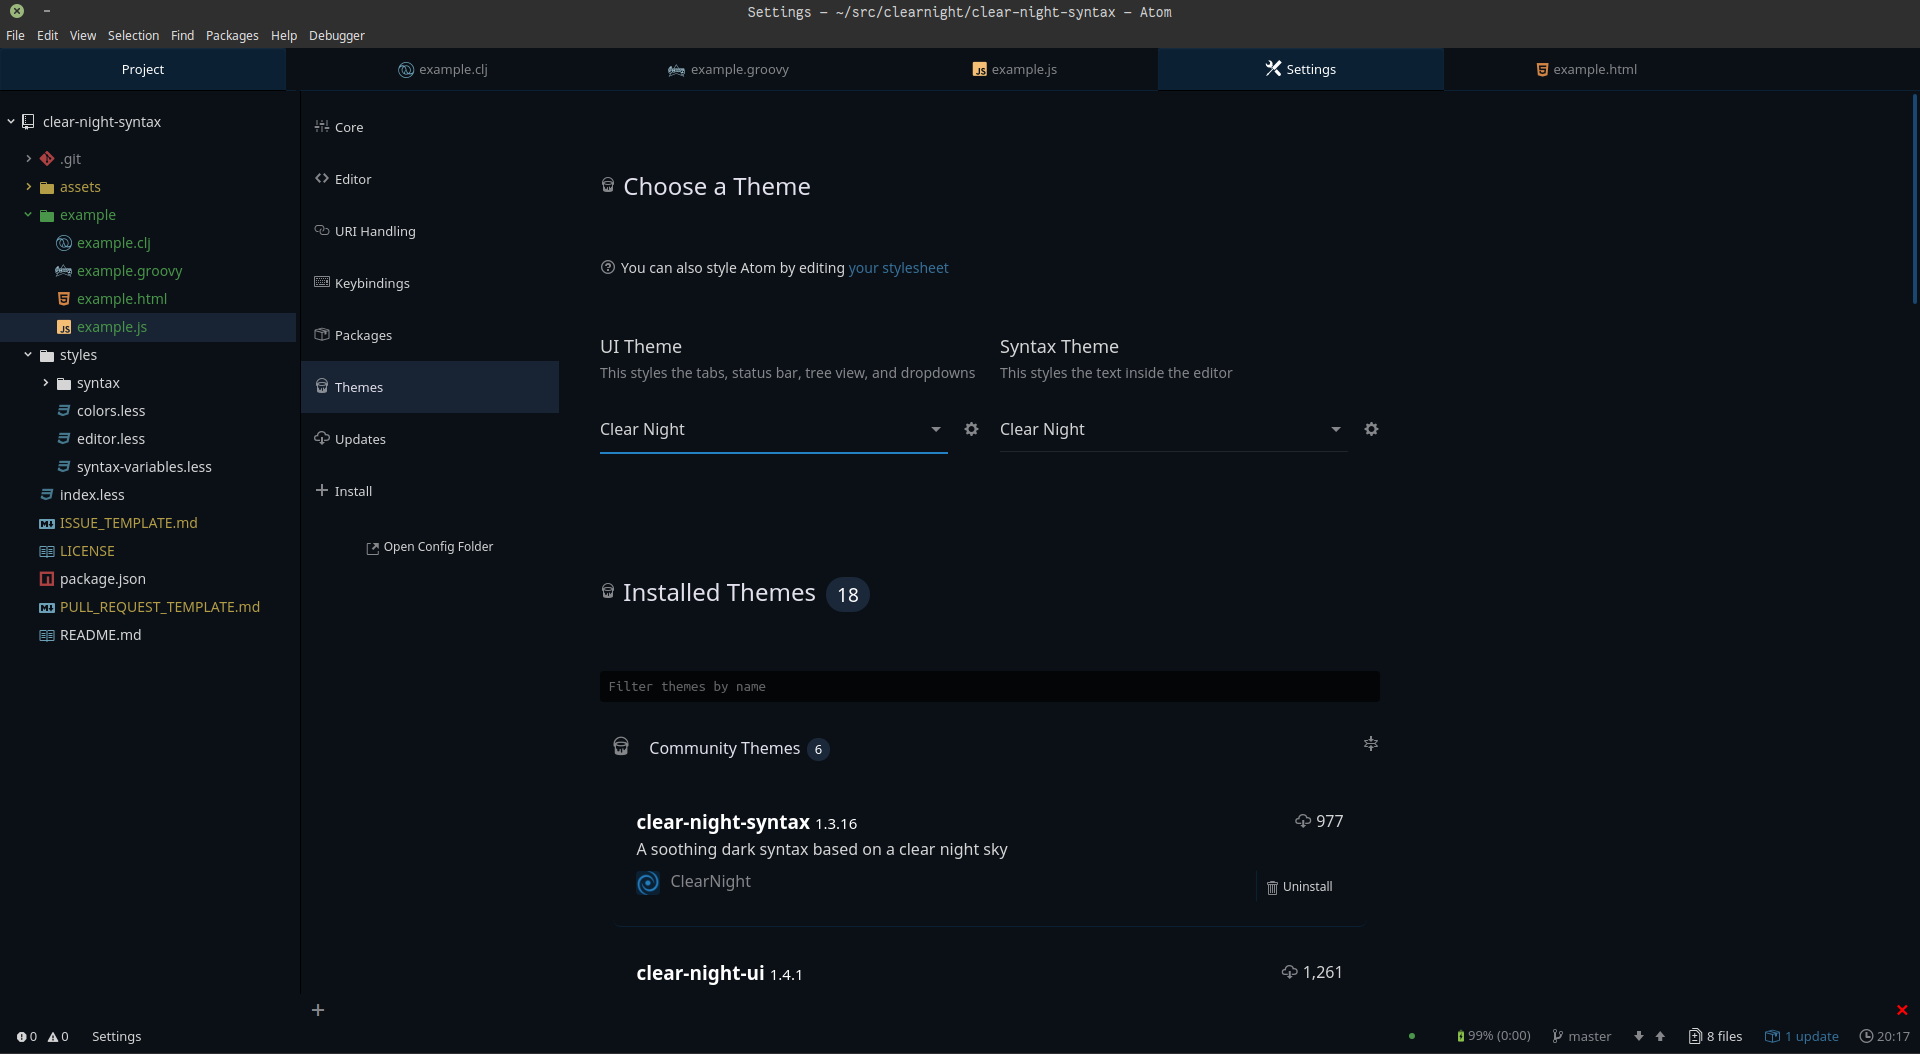 Settings — ~/src/clearnight/clear-night-syntax — Atom
File Edit View Selection Find Packages Help Debugger
Project
example.clj
example.groovy
example.js
Settings
example.html
clear-night-syntax
.git
assets
example
example.clj
example.groovy
example.html
example.js
styles
syntax
colors.less
editor.less
syntax-variables.less
index.less
ISSUE_TEMPLATE.md
LICENSE
package.json
PULL_REQUEST_TEMPLATE.md
README.md
Core
Editor
URI Handling
Keybindings
Packages
Themes
Updates
Install
Open Config Folder
Choose a Theme
You can also style Atom by editing your stylesheet
UI Theme
This styles the tabs, status bar, tree view, and dropdowns
Clear Night
Syntax Theme
This styles the text inside the editor
Clear Night
Installed Themes 18
Filter themes by name
Community Themes 6
clear-night-syntax 1.3.16
977
A soothing dark syntax based on a clear night sky
ClearNight
Uninstall
clear-night-ui 1.4.1
1,261
0 0 Settings
99% (0:00) master 8 files 1 update 20:17